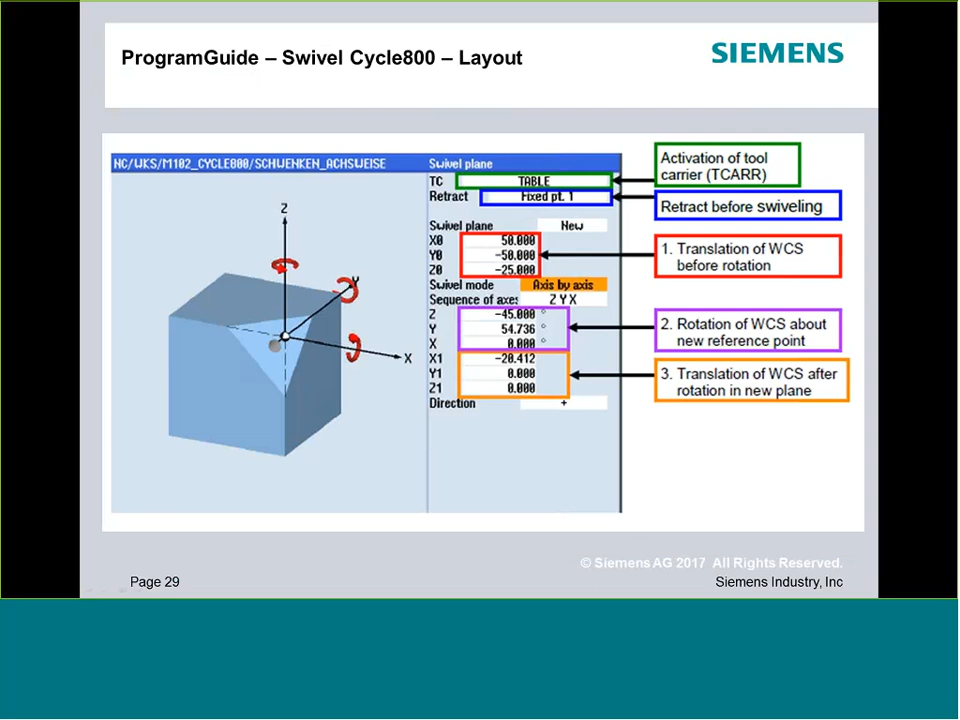 ProgramGuide – Swivel Cycle800 – Layout
SIEMENS
NC/WKS/M102_CYCLE800/SCHWENKEN_ACHSWEISE
Swivel plane
TC TABLE
Retract Fixed pt. 1
Swivel plane New
X0 50.000
Y0 -50.000
Z0 -25.000
Swivel mode Axis by axis
Sequence of axes Z Y X
Z -45.000 °
Y 54.736 °
X 0.000 °
X1 -20.412
Y1 0.000
Z1 0.000
Direction +
Z
Y
X
Activation of tool
carrier (TCARR)
Retract before swiveling
1. Translation of WCS
before rotation
2. Rotation of WCS about
new reference point
3. Translation of WCS after
rotation in new plane
© Siemens AG 2017 All Rights Reserved.
Page 29
Siemens Industry, Inc